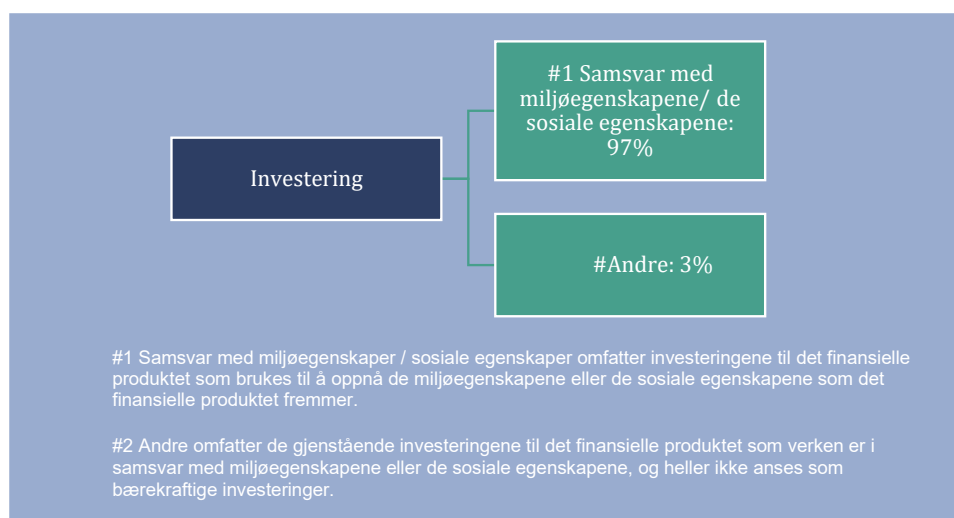 #1 Samsvar med
miljøegenskapene/ de
sosiale egenskapene:
97%
Investering
#Andre: 3%
#1 Samsvar med miljøegenskaper / sosiale egenskaper omfatter investeringene til det finansielle
produktet som brukes til å oppnå de miljøegenskapene eller de sosiale egenskapene som det
finansielle produktet fremmer.
#2 Andre omfatter de gjenstående investeringene til det finansielle produktet som verken er i
samsvar med miljøegenskapene eller de sosiale egenskapene, og heller ikke anses som
bærekraftige investeringer.